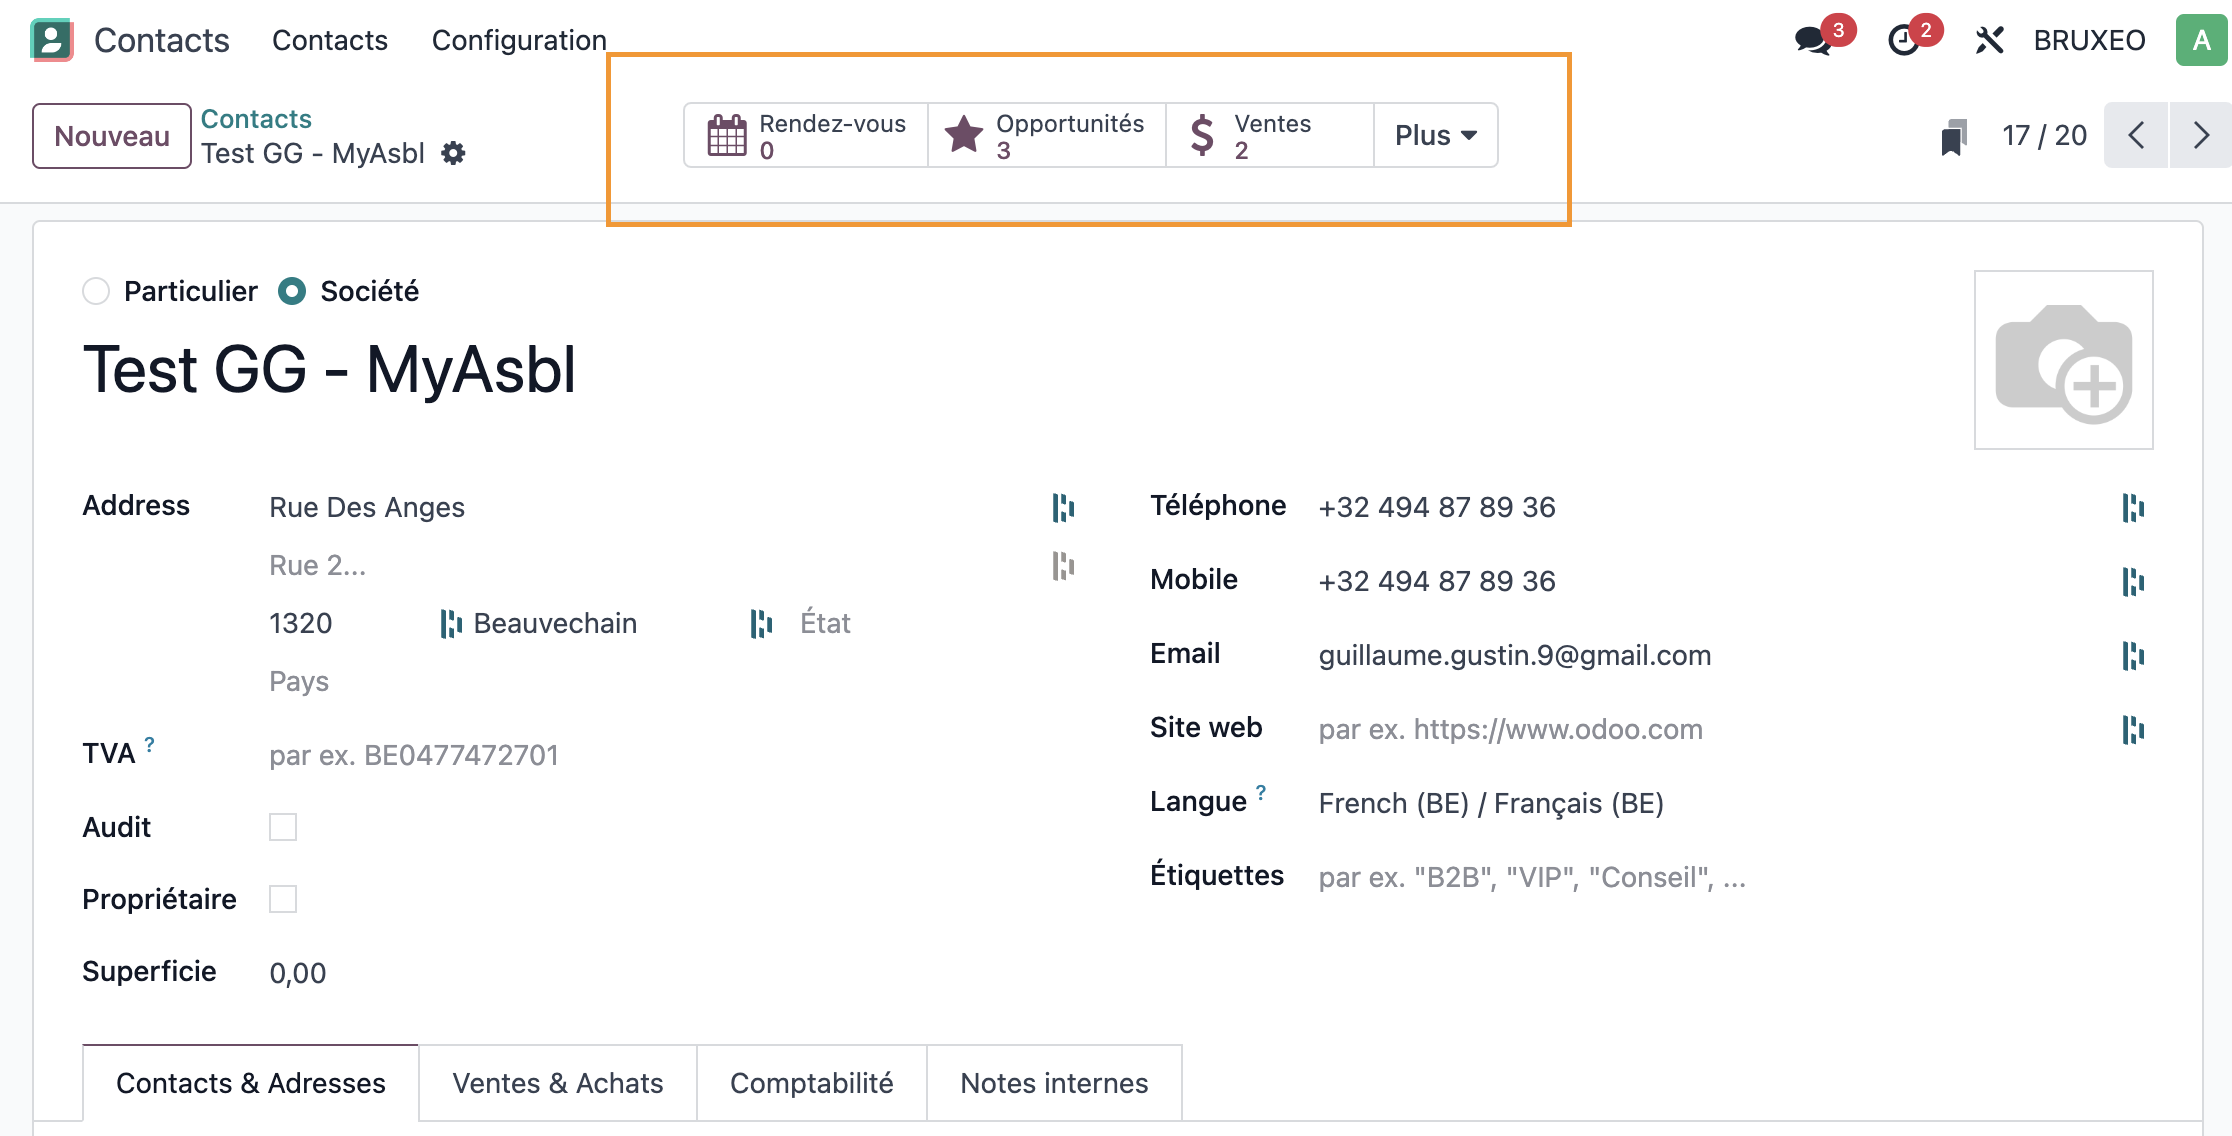 Contacts Contacts Configuration 3 2 BRUXEO A
Nouveau
Contacts
Test GG - MyAsbl
Rendez-vous
0
Opportunités
3
Ventes
2
Plus
17 / 20
Particulier Société
Test GG - MyAsbl
Address Rue Des Anges
Rue 2...
1320 Beauvechain État
Pays
TVA ? par ex. BE0477472701
Audit
Propriétaire
Superficie 0,00
Téléphone +32 494 87 89 36
Mobile +32 494 87 89 36
Email guillaume.gustin.9@gmail.com
Site web par ex. https://www.odoo.com
Langue ? French (BE) / Français (BE)
Étiquettes par ex. "B2B", "VIP", "Conseil", ...
Contacts & Adresses Ventes & Achats Comptabilité Notes internes